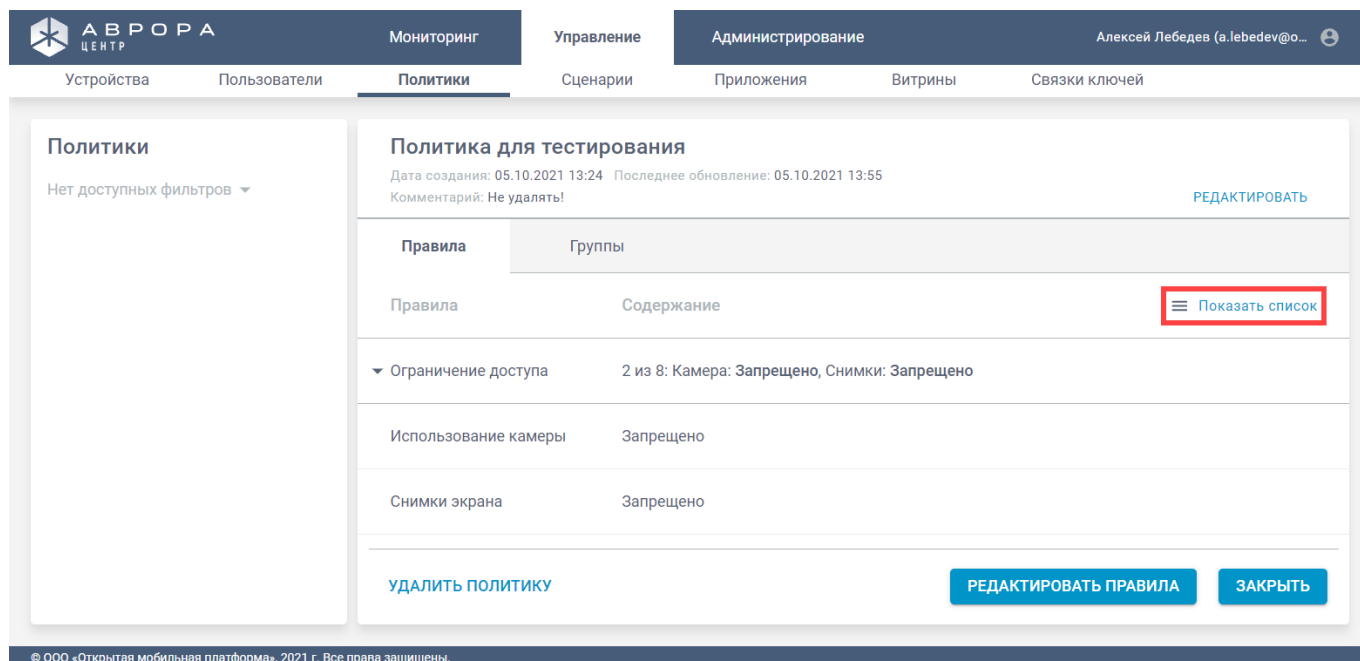 АВРОРА
ЦЕНТР
Мониторинг Управление Администрирование Алексей Лебедев (a.lebedev@o...
Устройства Пользователи Политики Сценарии Приложения Витрины Связки ключей
Политики
Нет доступных фильтров
Политика для тестирования
Дата создания: 05.10.2021 13:24 Последнее обновление: 05.10.2021 13:55
Комментарий: Не удалять!
РЕДАКТИРОВАТЬ
Правила Группы
Правила Содержание Показать список
Ограничение доступа 2 из 8: Камера: Запрещено, Снимки: Запрещено
Использование камеры Запрещено
Снимки экрана Запрещено
УДАЛИТЬ ПОЛИТИКУ РЕДАКТИРОВАТЬ ПРАВИЛА ЗАКРЫТЬ
© ООО «Открытая мобильная платформа», 2021 г. Все права защищены.